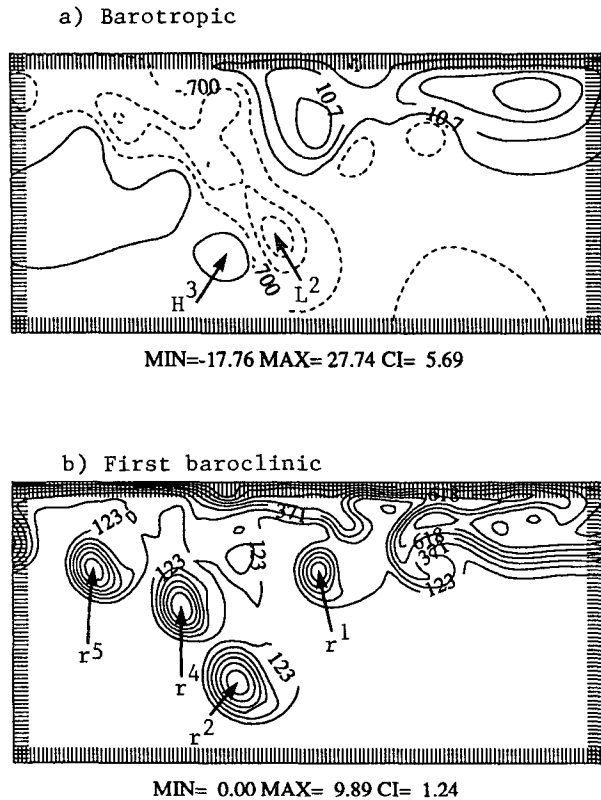 a) Barotropic
-.700
10.7
10.7
H3
.700
L2
MIN=-17.76 MAX= 27.74 CI= 5.69
b) First baroclinic
123
0
371
.618
618
371
123
123
123
r5
r4
r1
123
r2
MIN= 0.00 MAX= 9.89 CI= 1.24